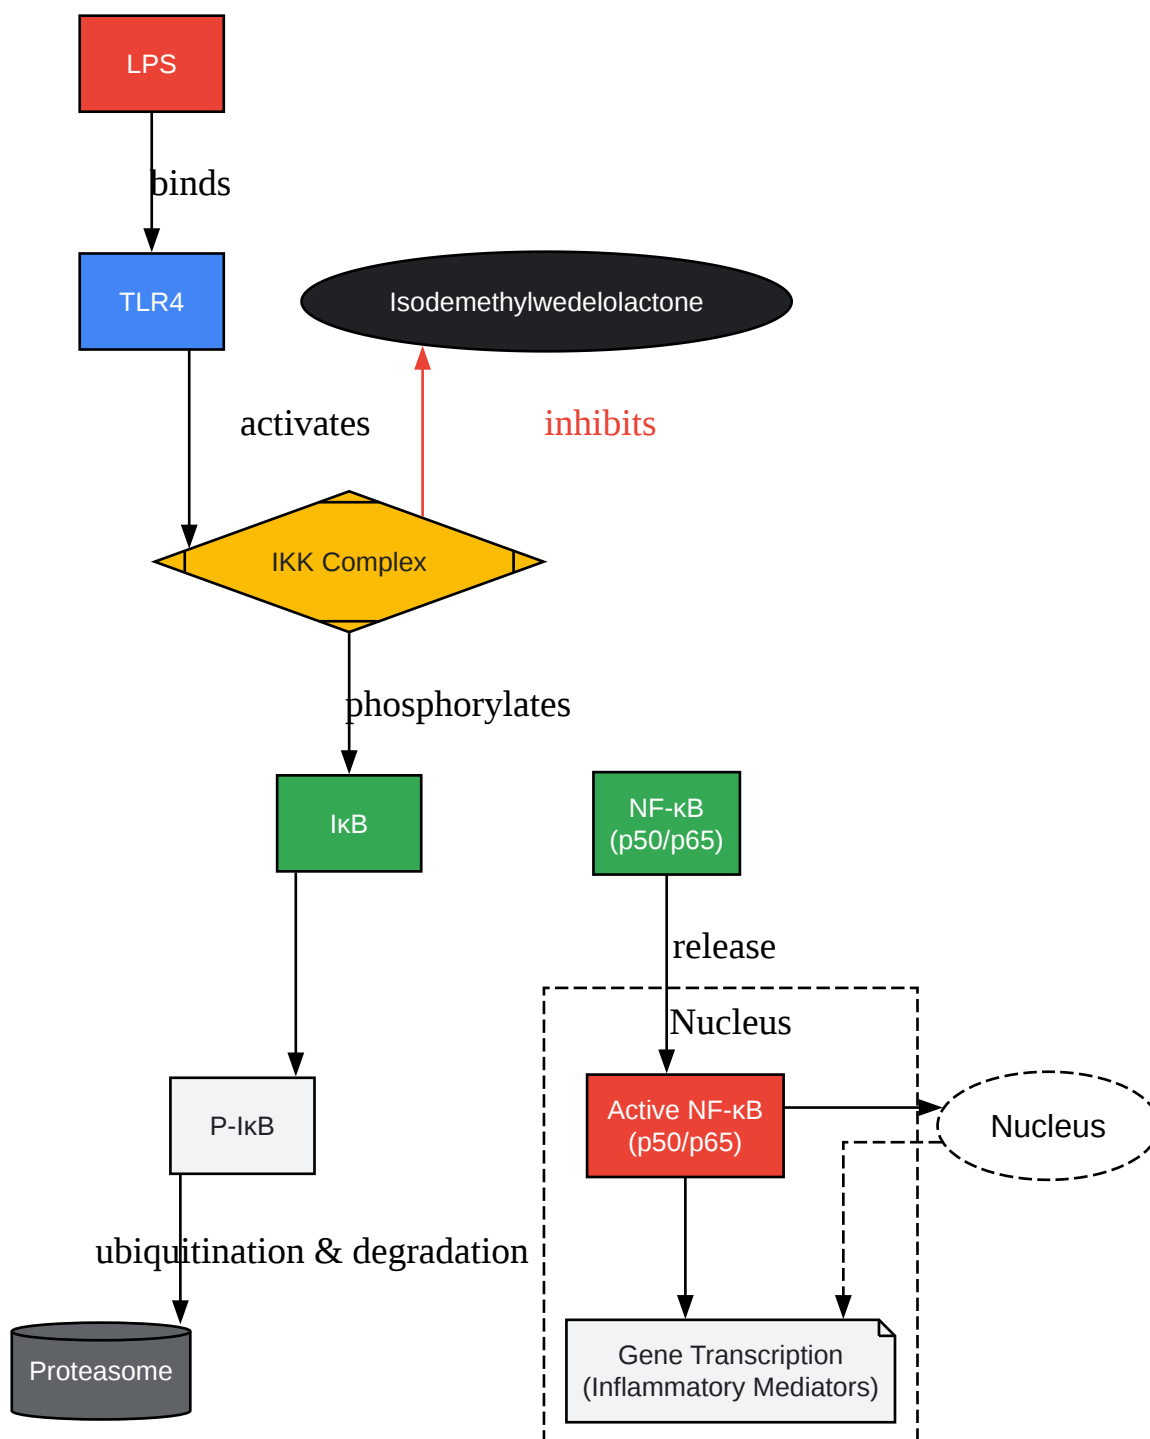 LPS
binds
TLR4
Isodemethylwedelolactone
activates
inhibits
IKK Complex
phosphorylates
IκB
NF-κB
(p50/p65)
release
Nucleus
P-IκB
Active NF-κB
(p50/p65)
Nucleus
ubiquitination & degradation
Proteasome
Gene Transcription
(Inflammatory Mediators)